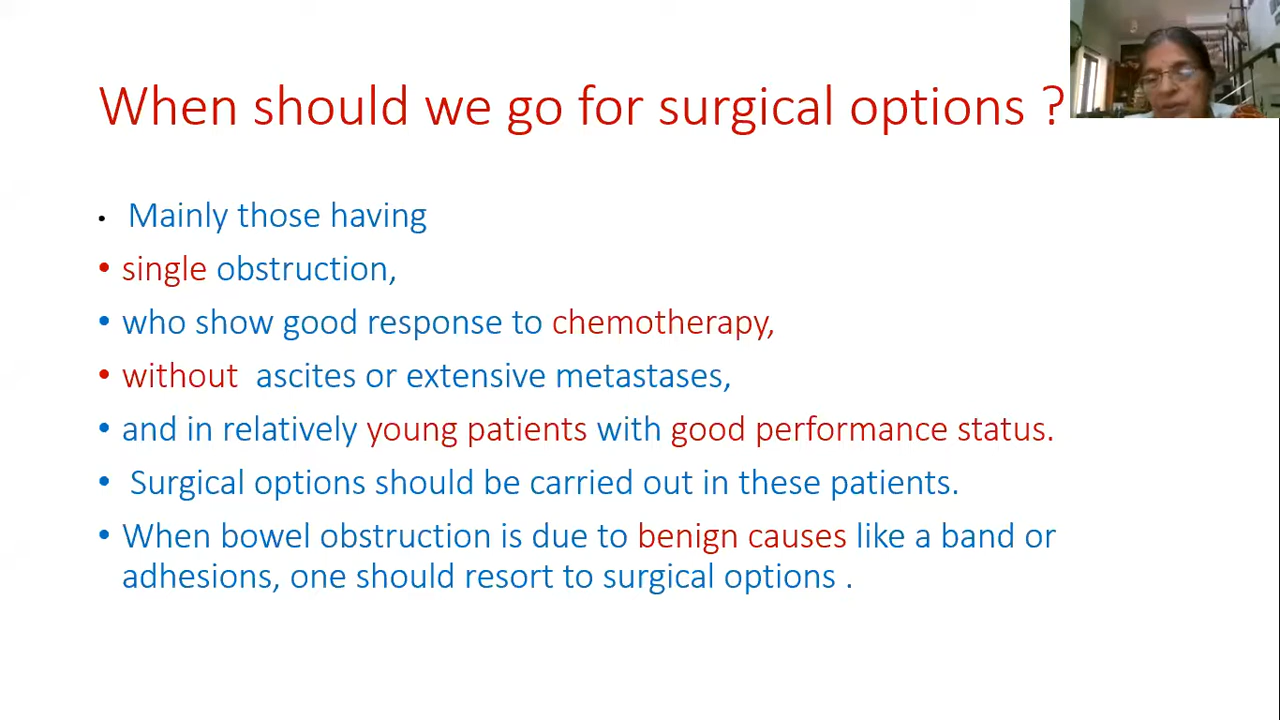 When should we go for surgical options ?
• Mainly those having
• single obstruction,
• who show good response to chemotherapy,
• without ascites or extensive metastases,
• and in relatively young patients with good performance status.
• Surgical options should be carried out in these patients.
• When bowel obstruction is due to benign causes like a band or
adhesions, one should resort to surgical options .